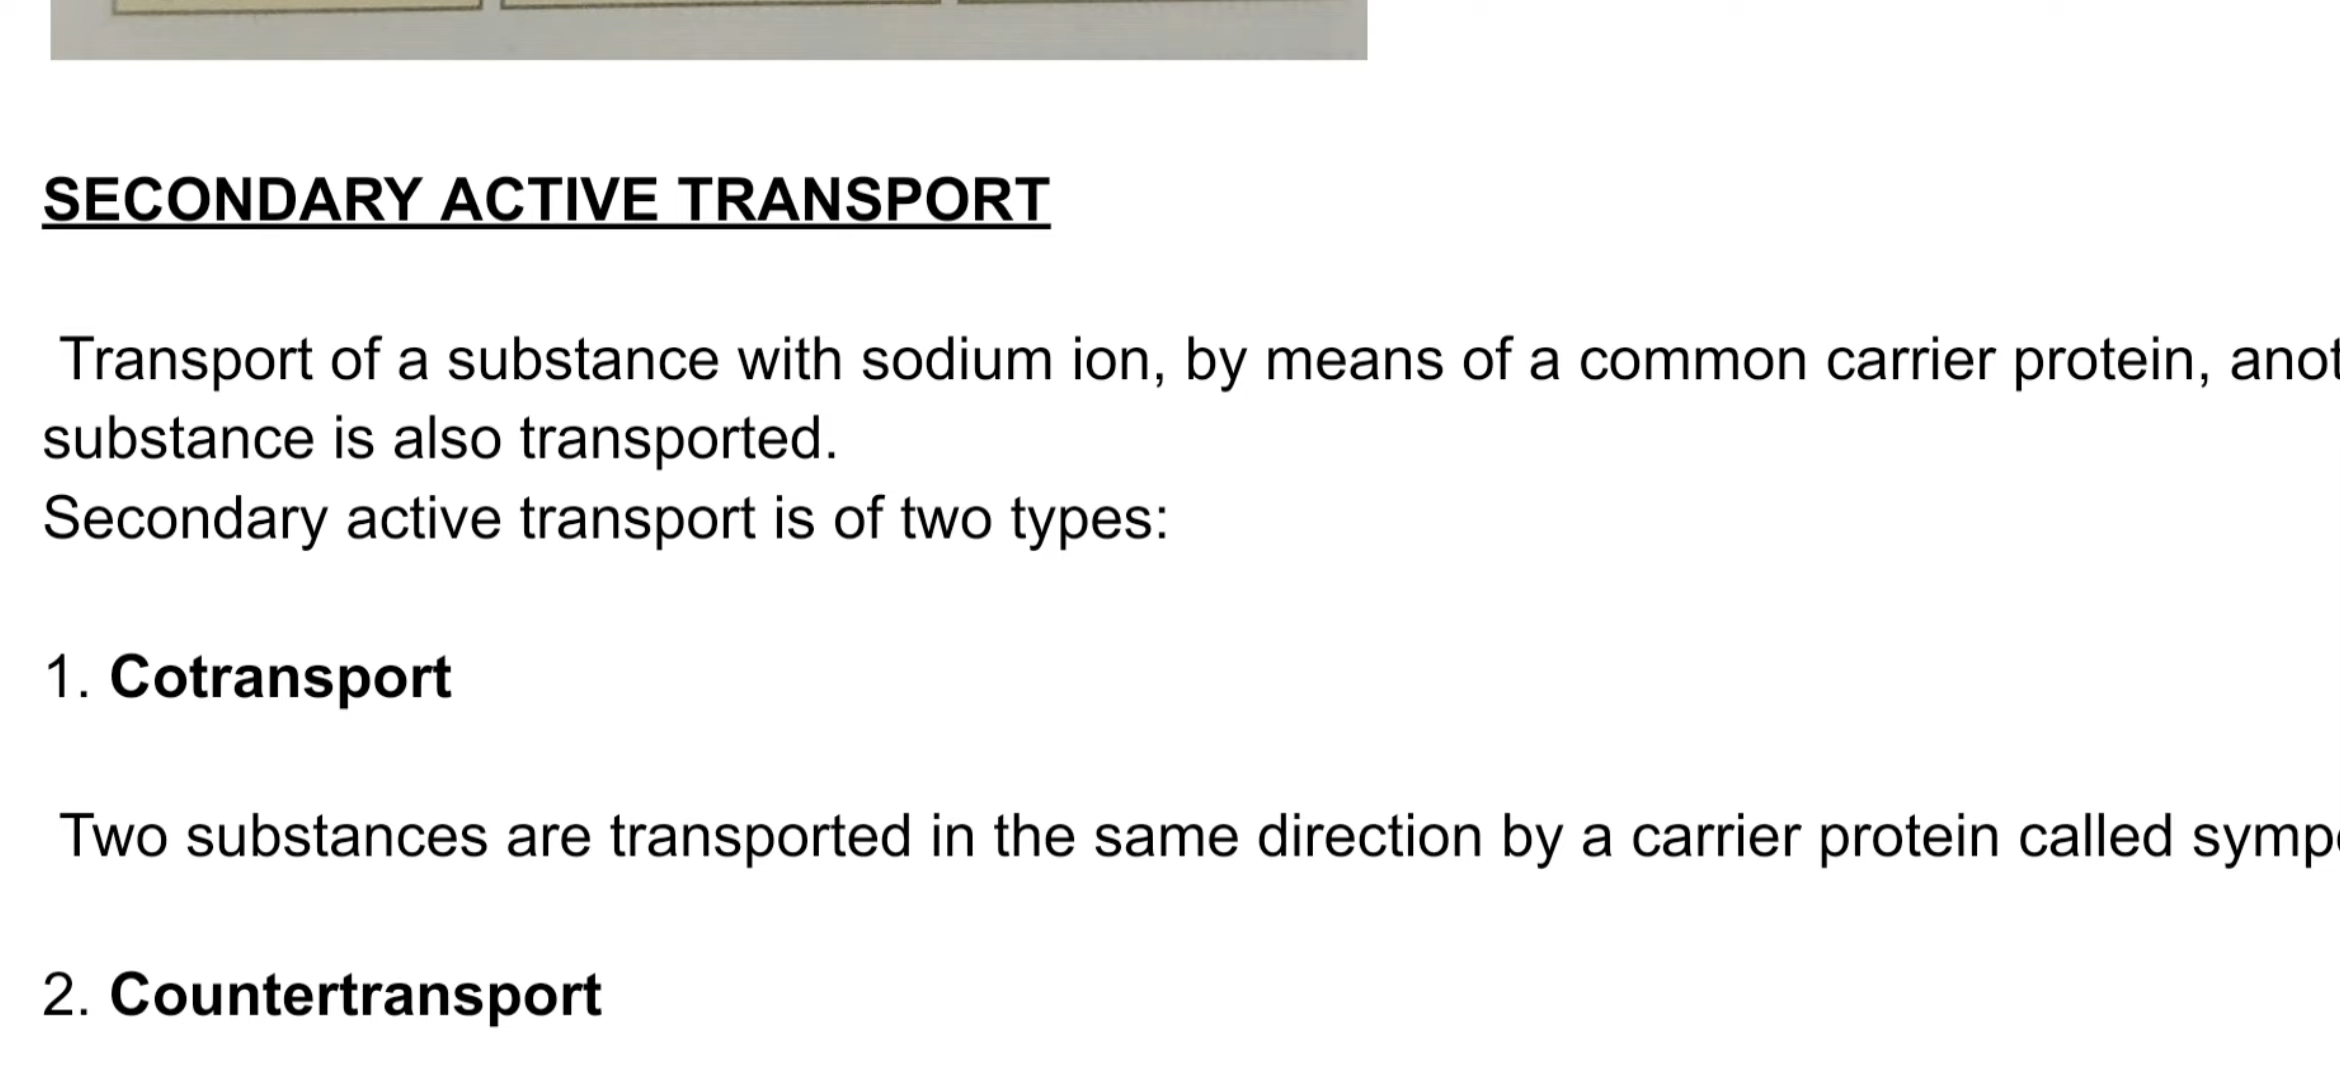 SECONDARY ACTIVE TRANSPORT
Transport of a substance with sodium ion, by means of a common carrier protein,
substance is also transported.
Secondary active transport is of two types:
1. Cotransport
Two substances are transported in the same direction by a carrier protein called
2. Countertransport